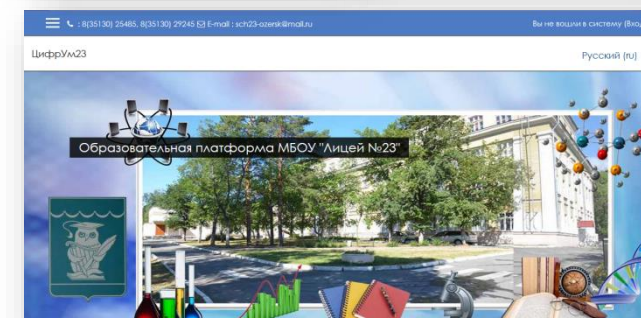 : 8(35130) 25485, 8(35130) 29245 E-mail : sch23-ozersk@mail.ru
Вы не вошли в систему (Вход
ЦифрУм23
Русский (ru)
Образовательная платформа МБОУ "Лицей №23"